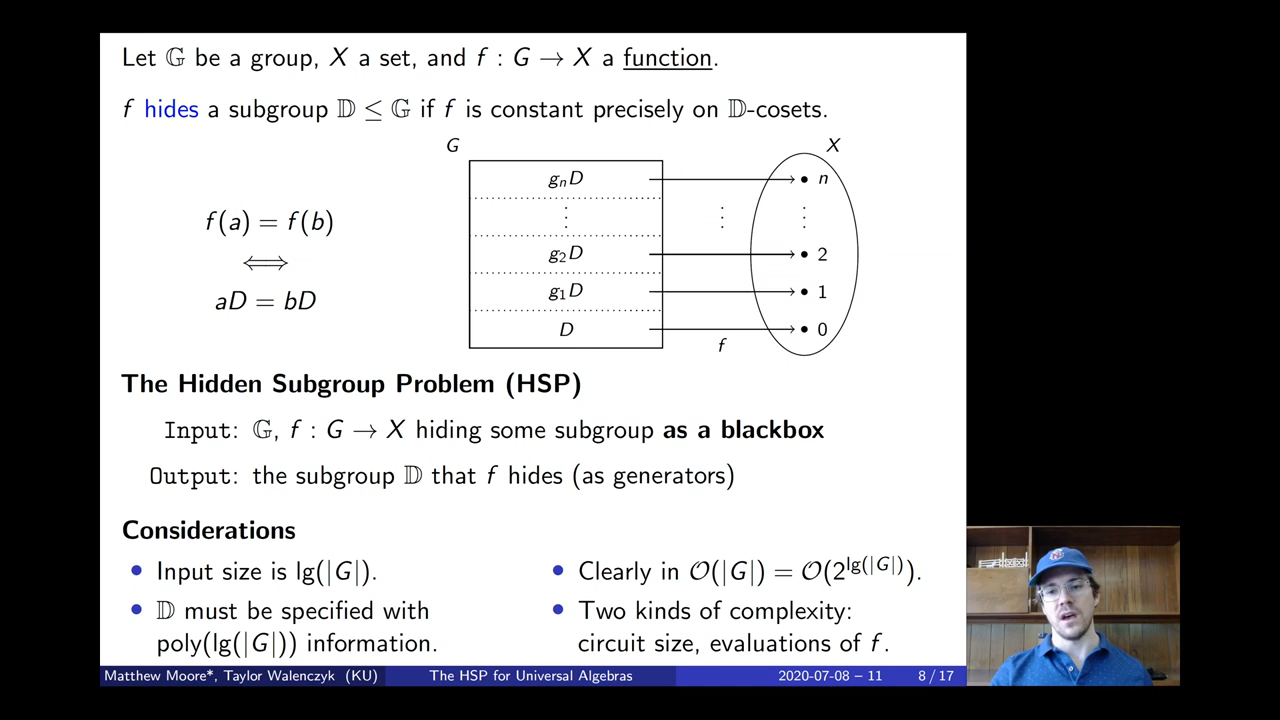 Let 𝔾 be a group, X a set, and f : G → X a function.
f hides a subgroup 𝔻 ≤ 𝔾 if f is constant precisely on 𝔻-cosets.
G
X
gₙD
n
⋮ ⋮ ⋮
f(a) = f(b)
g₂D
2
⟺
g₁D
1
aD = bD
D
0
f
The Hidden Subgroup Problem (HSP)
Input: 𝔾, f : G → X hiding some subgroup as a blackbox
Output: the subgroup 𝔻 that f hides (as generators)
Considerations
• Input size is lg(|G|).
• 𝔻 must be specified with
poly(lg(|G|)) information.
• Clearly in 𝒪(|G|) = 𝒪(2^{lg(|G|)}).
• Two kinds of complexity:
circuit size, evaluations of f.
Matthew Moore*, Taylor Walenczyk (KU)
The HSP for Universal Algebras
2020-07-08 – 11
8 / 17